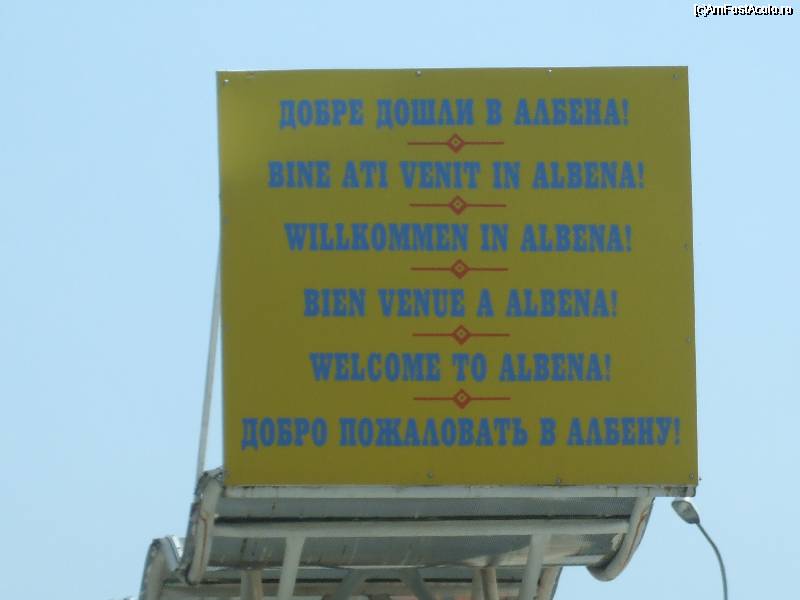 (c)AmFostAcolo.ro
ДОБРЕ ДОШЛИ В АЛБЕНА!
BINE ATI VENIT IN ALBENA!
WILLKOMMEN IN ALBENA!
BIEN VENUE A ALBENA!
WELCOME TO ALBENA!
ДОБРО ПОЖАЛОВАТЬ В АЛБЕНУ!